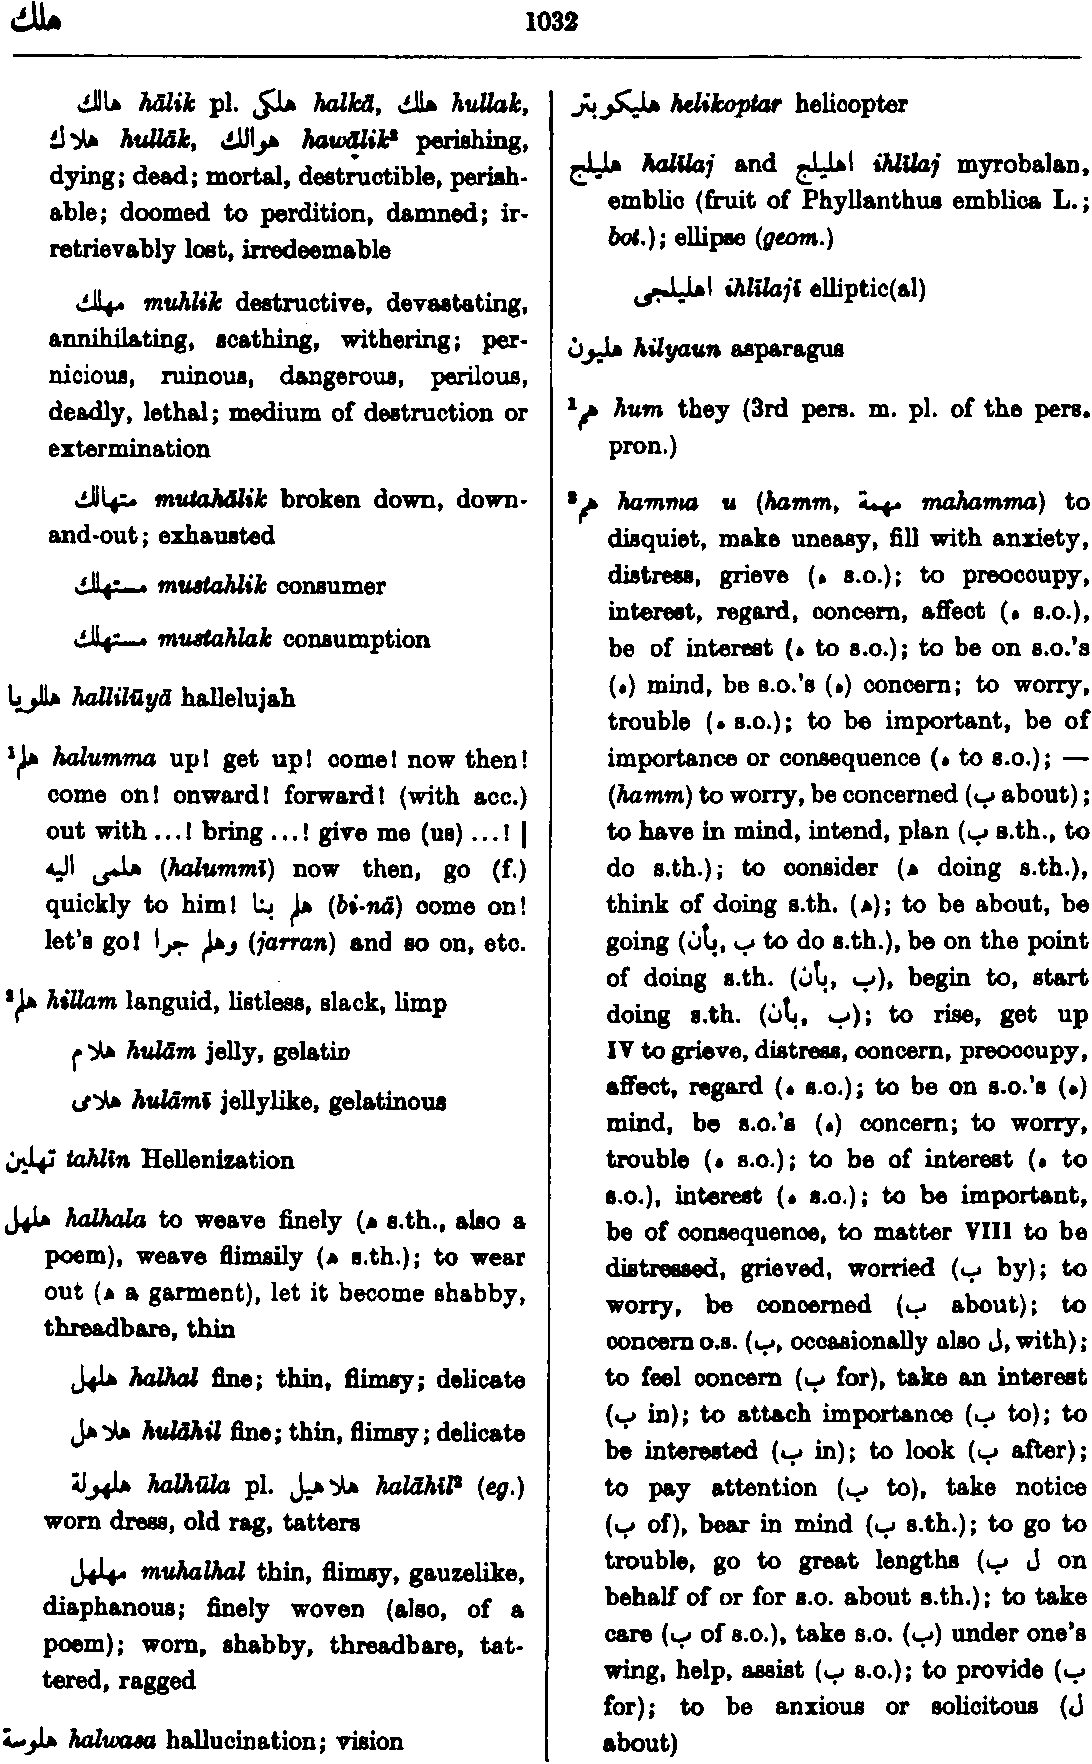 هلك
1032
هالك hālik pl. هلكى halkā, هلك hullak,
هلاك hullāk, هوالك hawālik² perishing,
dying; dead; mortal, destructible, perish-
able; doomed to perdition, damned; ir-
retrievably lost, irredeemable
مهلك muhlik destructive, devastating,
annihilating, scathing, withering; per-
nicious, ruinous, dangerous, perilous,
deadly, lethal; medium of destruction or
extermination
متهالك mutahālik broken down, down-
and-out; exhausted
مستهلك mustahlik consumer
مستهلك mustahlak consumption
هللويا hallilūyā hallelujah
هلم¹ halumma up! get up! come! now then!
come on! onward! forward! (with acc.)
out with ...! bring ...! give me (us) ...! |
هلمى اليه (halummī) now then, go (f.)
quickly to him! هلم بنا (bi-nā) come on!
let's go! وهلم جرا (jarran) and so on, etc.
هلم² hillam languid, listless, slack, limp
هلام hulām jelly, gelatin
هلامى hulāmī jellylike, gelatinous
تهلين tahlīn Hellenization
هلهل halhala to weave finely (ه s.th., also a
poem), weave flimsily (ه s.th.); to wear
out (ه a garment), let it become shabby,
threadbare, thin
هلهل halhal fine; thin, flimsy; delicate
هلاهل hulāhil fine; thin, flimsy; delicate
هلهولة halhūla pl. هلاهيل halāhīl² (eg.)
worn dress, old rag, tatters
مهلهل muhalhal thin, flimsy, gauzelike,
diaphanous; finely woven (also, of a
poem); worn, shabby, threadbare, tat-
tered, ragged
هلوسة halwasa hallucination; vision
هليكوبتر helikoptar helicopter
هليلج halīlaj and اهليلج ihlīlaj myrobalan,
emblic (fruit of Phyllanthus emblica L.;
bot.); ellipse (geom.)
اهليلجى ihlīlajī elliptic(al)
هليون hilyaun asparagus
هم¹ hum they (3rd pers. m. pl. of the pers.
pron.)
هم² hamma u (hamm, مهمة mahamma) to
disquiet, make uneasy, fill with anxiety,
distress, grieve (ه s.o.); to preoccupy,
interest, regard, concern, affect (ه s.o.),
be of interest (ه to s.o.); to be on s.o.'s
(ه) mind, be s.o.'s (ه) concern; to worry,
trouble (ه s.o.); to be important, be of
importance or consequence (ه to s.o.); —
(hamm) to worry, be concerned (ب about);
to have in mind, intend, plan (ب s.th., to
do s.th.); to consider (ه doing s.th.),
think of doing s.th. (ه); to be about, be
going (ب ,بأن to do s.th.), be on the point
of doing s.th. (ب ,بأن), begin to, start
doing s.th. (ب ,بأن); to rise, get up
IV to grieve, distress, concern, preoccupy,
affect, regard (ه s.o.); to be on s.o.'s (ه)
mind, be s.o.'s (ه) concern; to worry,
trouble (ه s.o.); to be of interest (ه to
s.o.), interest (ه s.o.); to be important,
be of consequence, to matter VIII to be
distressed, grieved, worried (ب by); to
worry, be concerned (ب about); to
concern o.s. (ب, occasionally also ل, with);
to feel concern (ب for), take an interest
(ب in); to attach importance (ب to); to
be interested (ب in); to look (ب after);
to pay attention (ب to), take notice
(ب of), bear in mind (ب s.th.); to go to
trouble, go to great lengths (ل ب on
behalf of or for s.o. about s.th.); to take
care (ب of s.o.), take s.o. (ب) under one's
wing, help, assist (ب s.o.); to provide (ب
for); to be anxious or solicitous (ل
about)